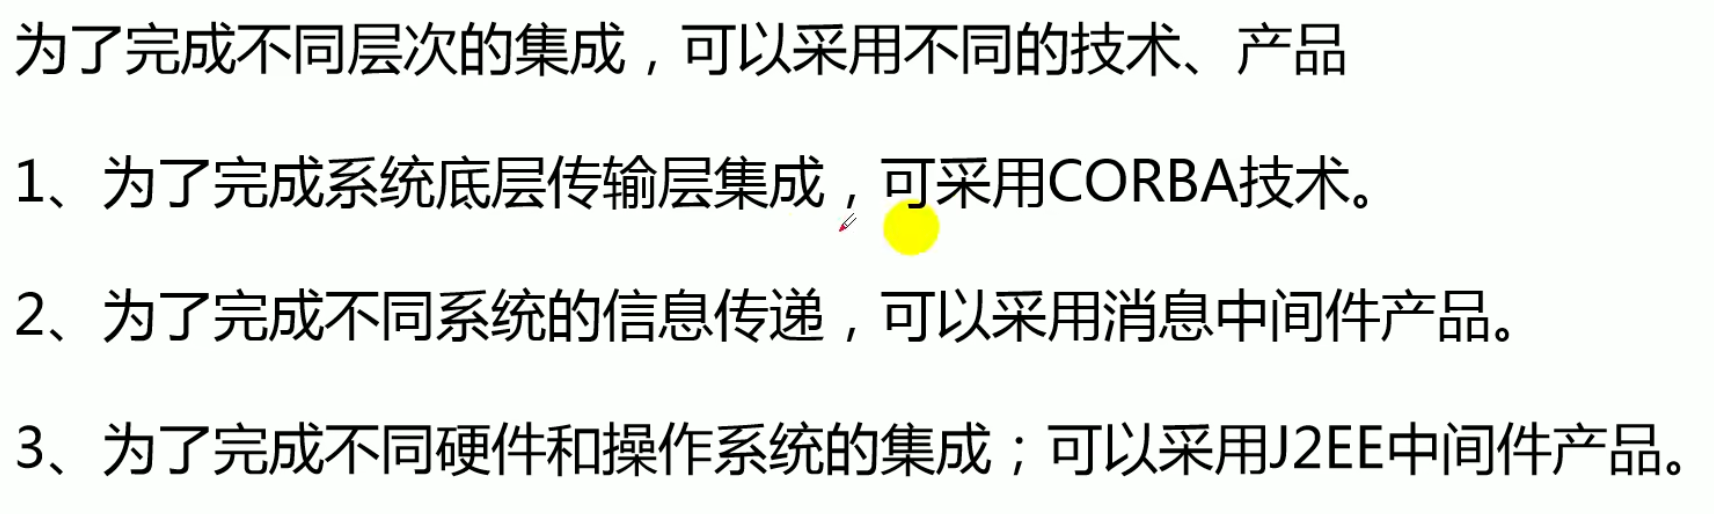 为了完成不同层次的集成，可以采用不同的技术、产品
1、为了完成系统底层传输层集成，可采用CORBA技术。
2、为了完成不同系统的信息传递，可以采用消息中间件产品。
3、为了完成不同硬件和操作系统的集成；可以采用J2EE中间件产品。